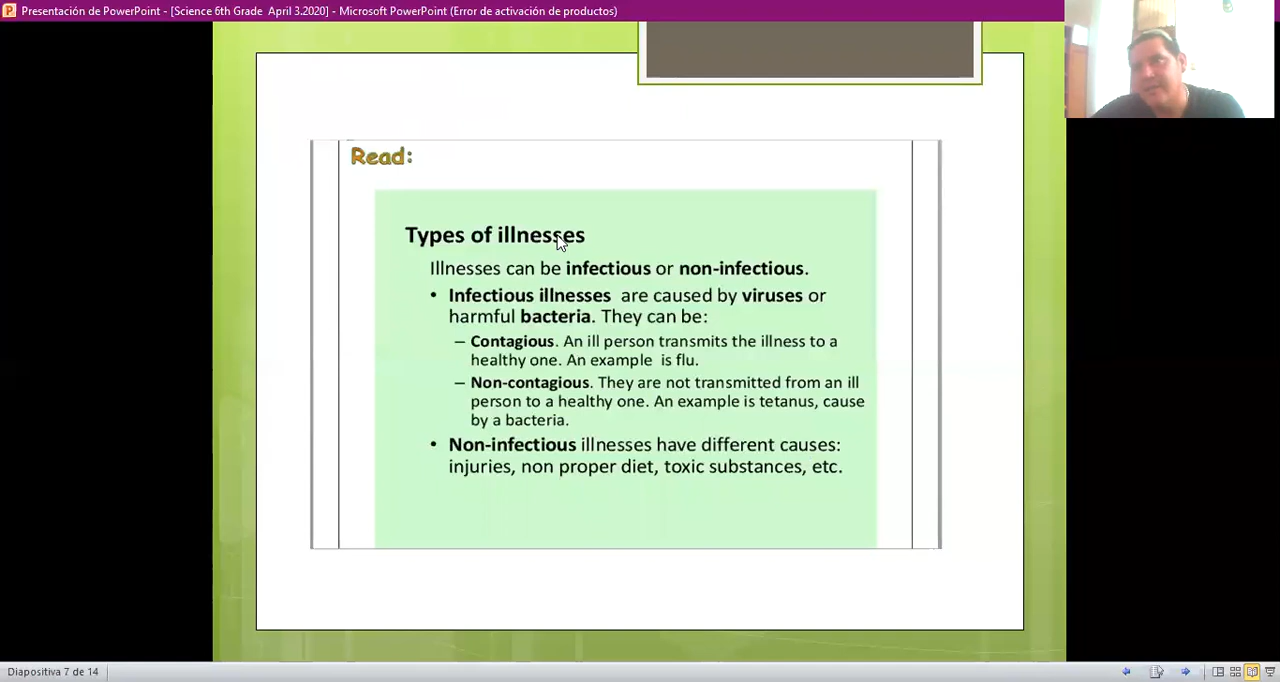 Presentación de PowerPoint - [Science 6th Grade  April 3.2020] - Microsoft PowerPoint (Error de activación de productos)
Read:
Types of illnesses
Illnesses can be infectious or non-infectious.
• Infectious illnesses  are caused by viruses or
harmful bacteria. They can be:
– Contagious. An ill person transmits the illness to a
healthy one. An example  is flu.
– Non-contagious. They are not transmitted from an ill
person to a healthy one. An example is tetanus, cause
by a bacteria.
• Non-infectious illnesses have different causes:
injuries, non proper diet, toxic substances, etc.
Diapositiva 7 de 14